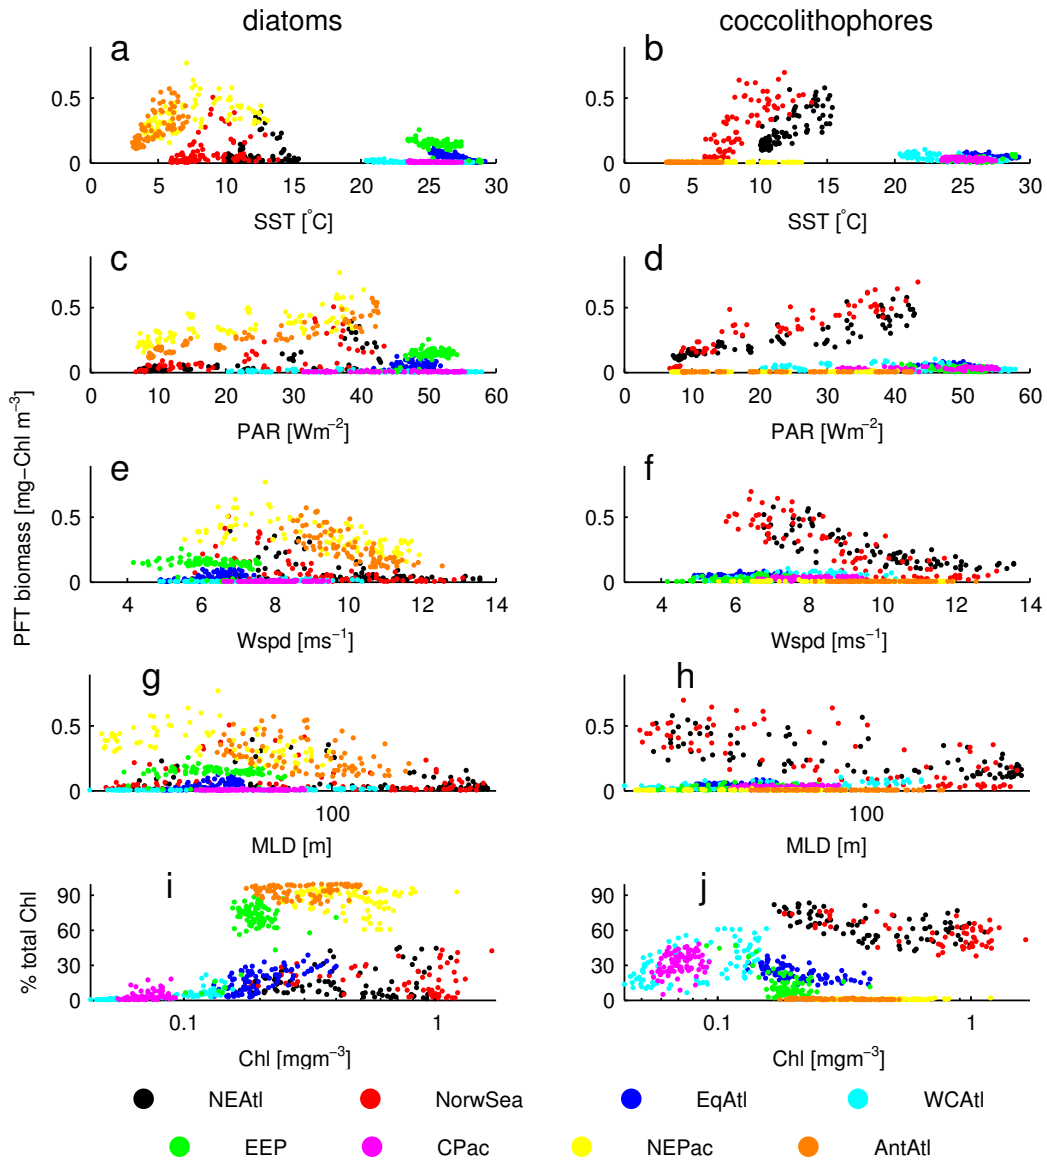 diatoms coccolithophores
a b
0.5 0.5
0 0
0 5 10 15 20 25 30 0 5 10 15 20 25 30
SST [°C] SST [°C]
c d
0.5 0.5
0 0
0 10 20 30 40 50 60 0 10 20 30 40 50 60
PAR [Wm−2] PAR [Wm−2]
PFT biomass [mg−Chl m−3]
e f
0.5 0.5
0 0
4 6 8 10 12 14 4 6 8 10 12 14
Wspd [ms−1] Wspd [ms−1]
g h
0.5 0.5
0 0
100 100
MLD [m] MLD [m]
i j
% total Chl
90 90
60 60
30 30
0 0
0.1 1 0.1 1
Chl [mgm−3] Chl [mgm−3]
NEAtl NorwSea EqAtl WCAtl
EEP CPac NEPac AntAtl